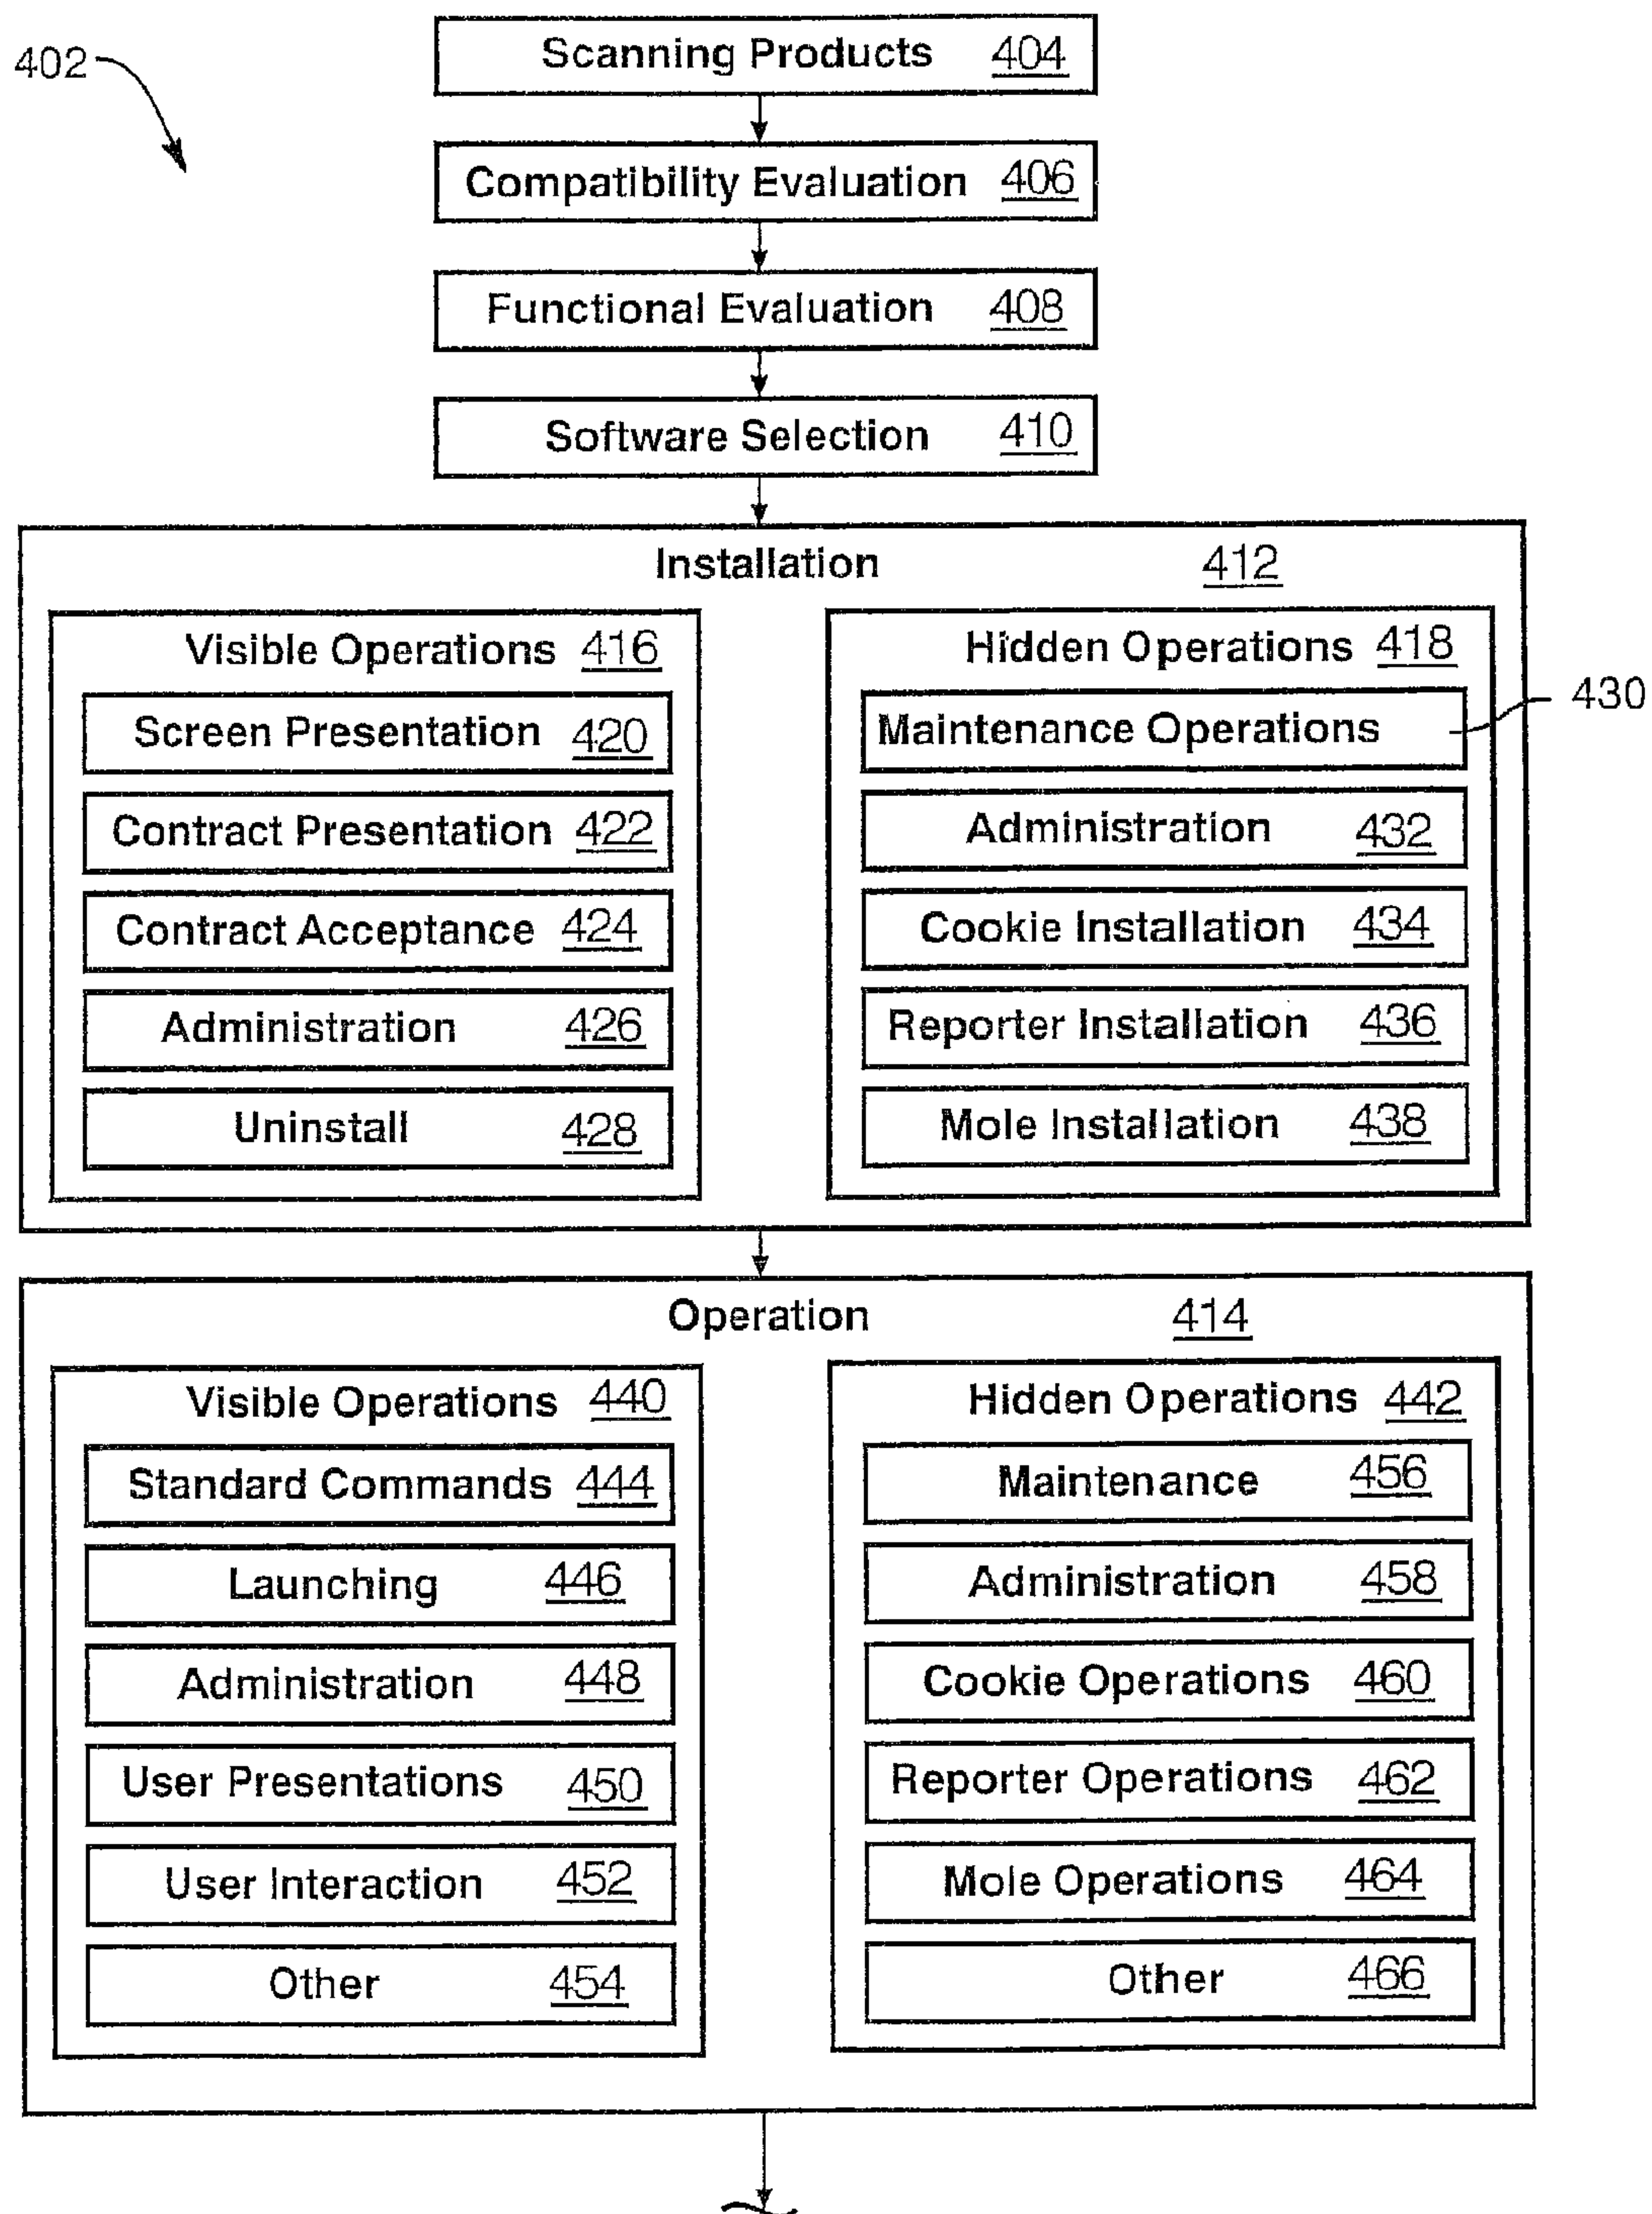 402
Scanning Products 404
Compatibility Evaluation 406
Functional Evaluation 408
Software Selection 410
Installation 412
Visible Operations 416
Screen Presentation 420
Contract Presentation 422
Contract Acceptance 424
Administration 426
Uninstall 428
Hidden Operations 418
Maintenance Operations
430
Administration 432
Cookie Installation 434
Reporter Installation 436
Mole Installation 438
Operation 414
Visible Operations 440
Standard Commands 444
Launching 446
Administration 448
User Presentations 450
User Interaction 452
Other 454
Hidden Operations 442
Maintenance 456
Administration 458
Cookie Operations 460
Reporter Operations 462
Mole Operations 464
Other 466